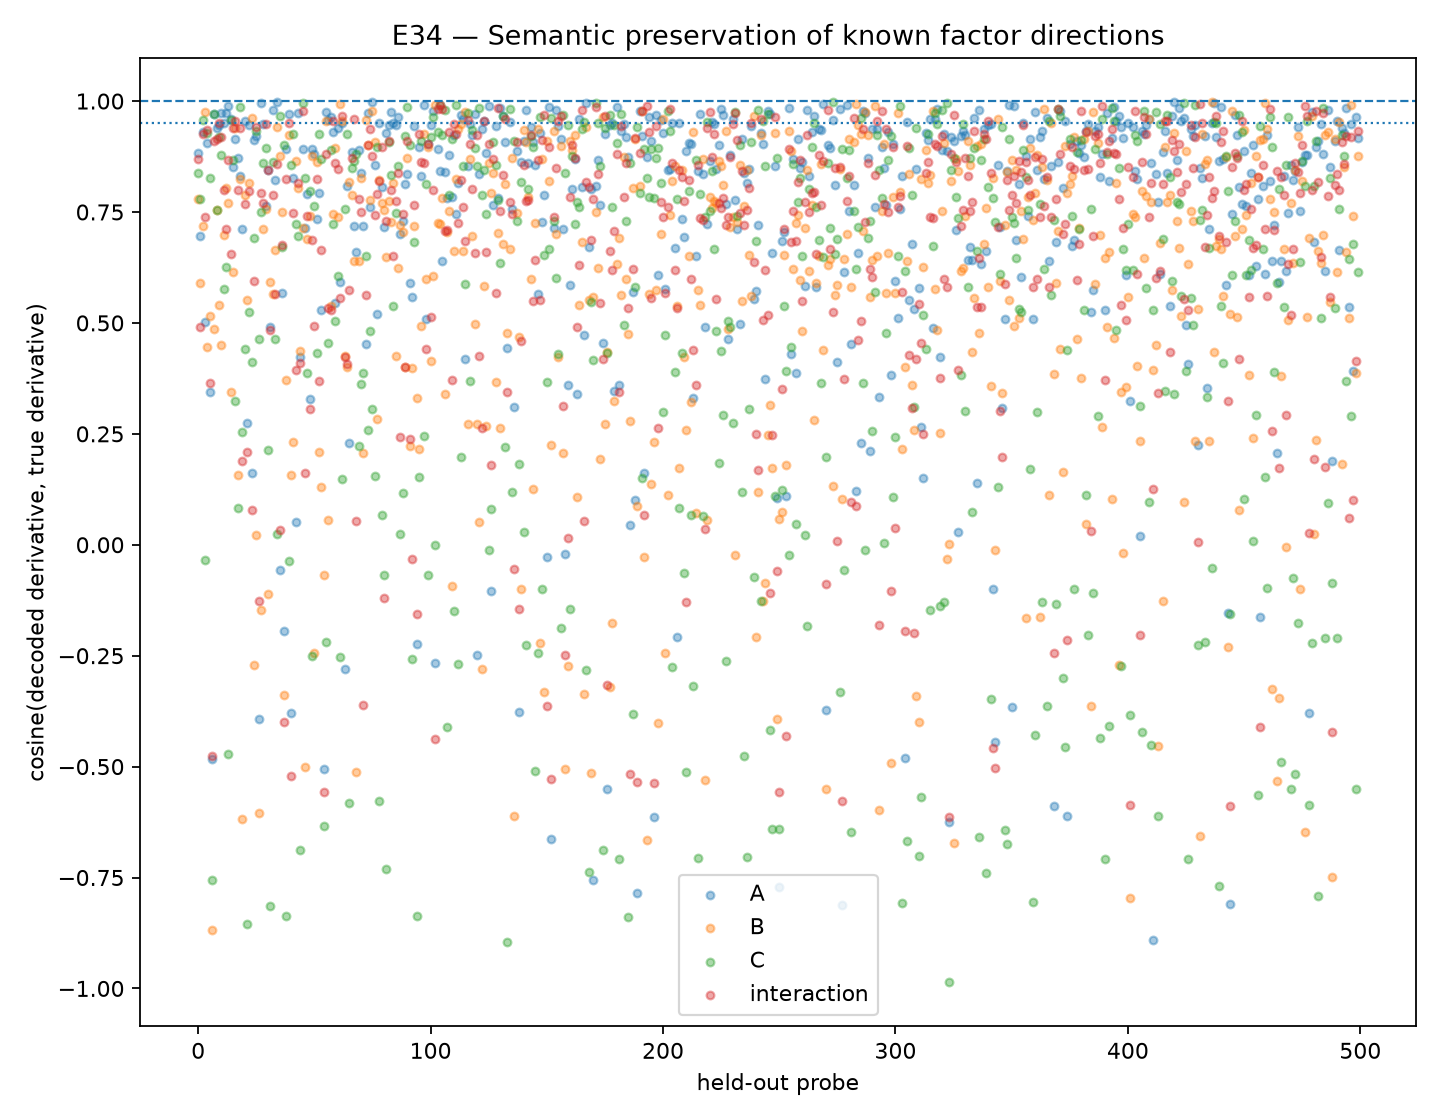 E34 — Semantic preservation of known factor directions
cosine(decoded derivative, true derivative)
1.00
0.75
0.50
0.25
0.00
−0.25
−0.50
−0.75
−1.00
A
B
C
interaction
0
100
200
300
400
500
held-out probe